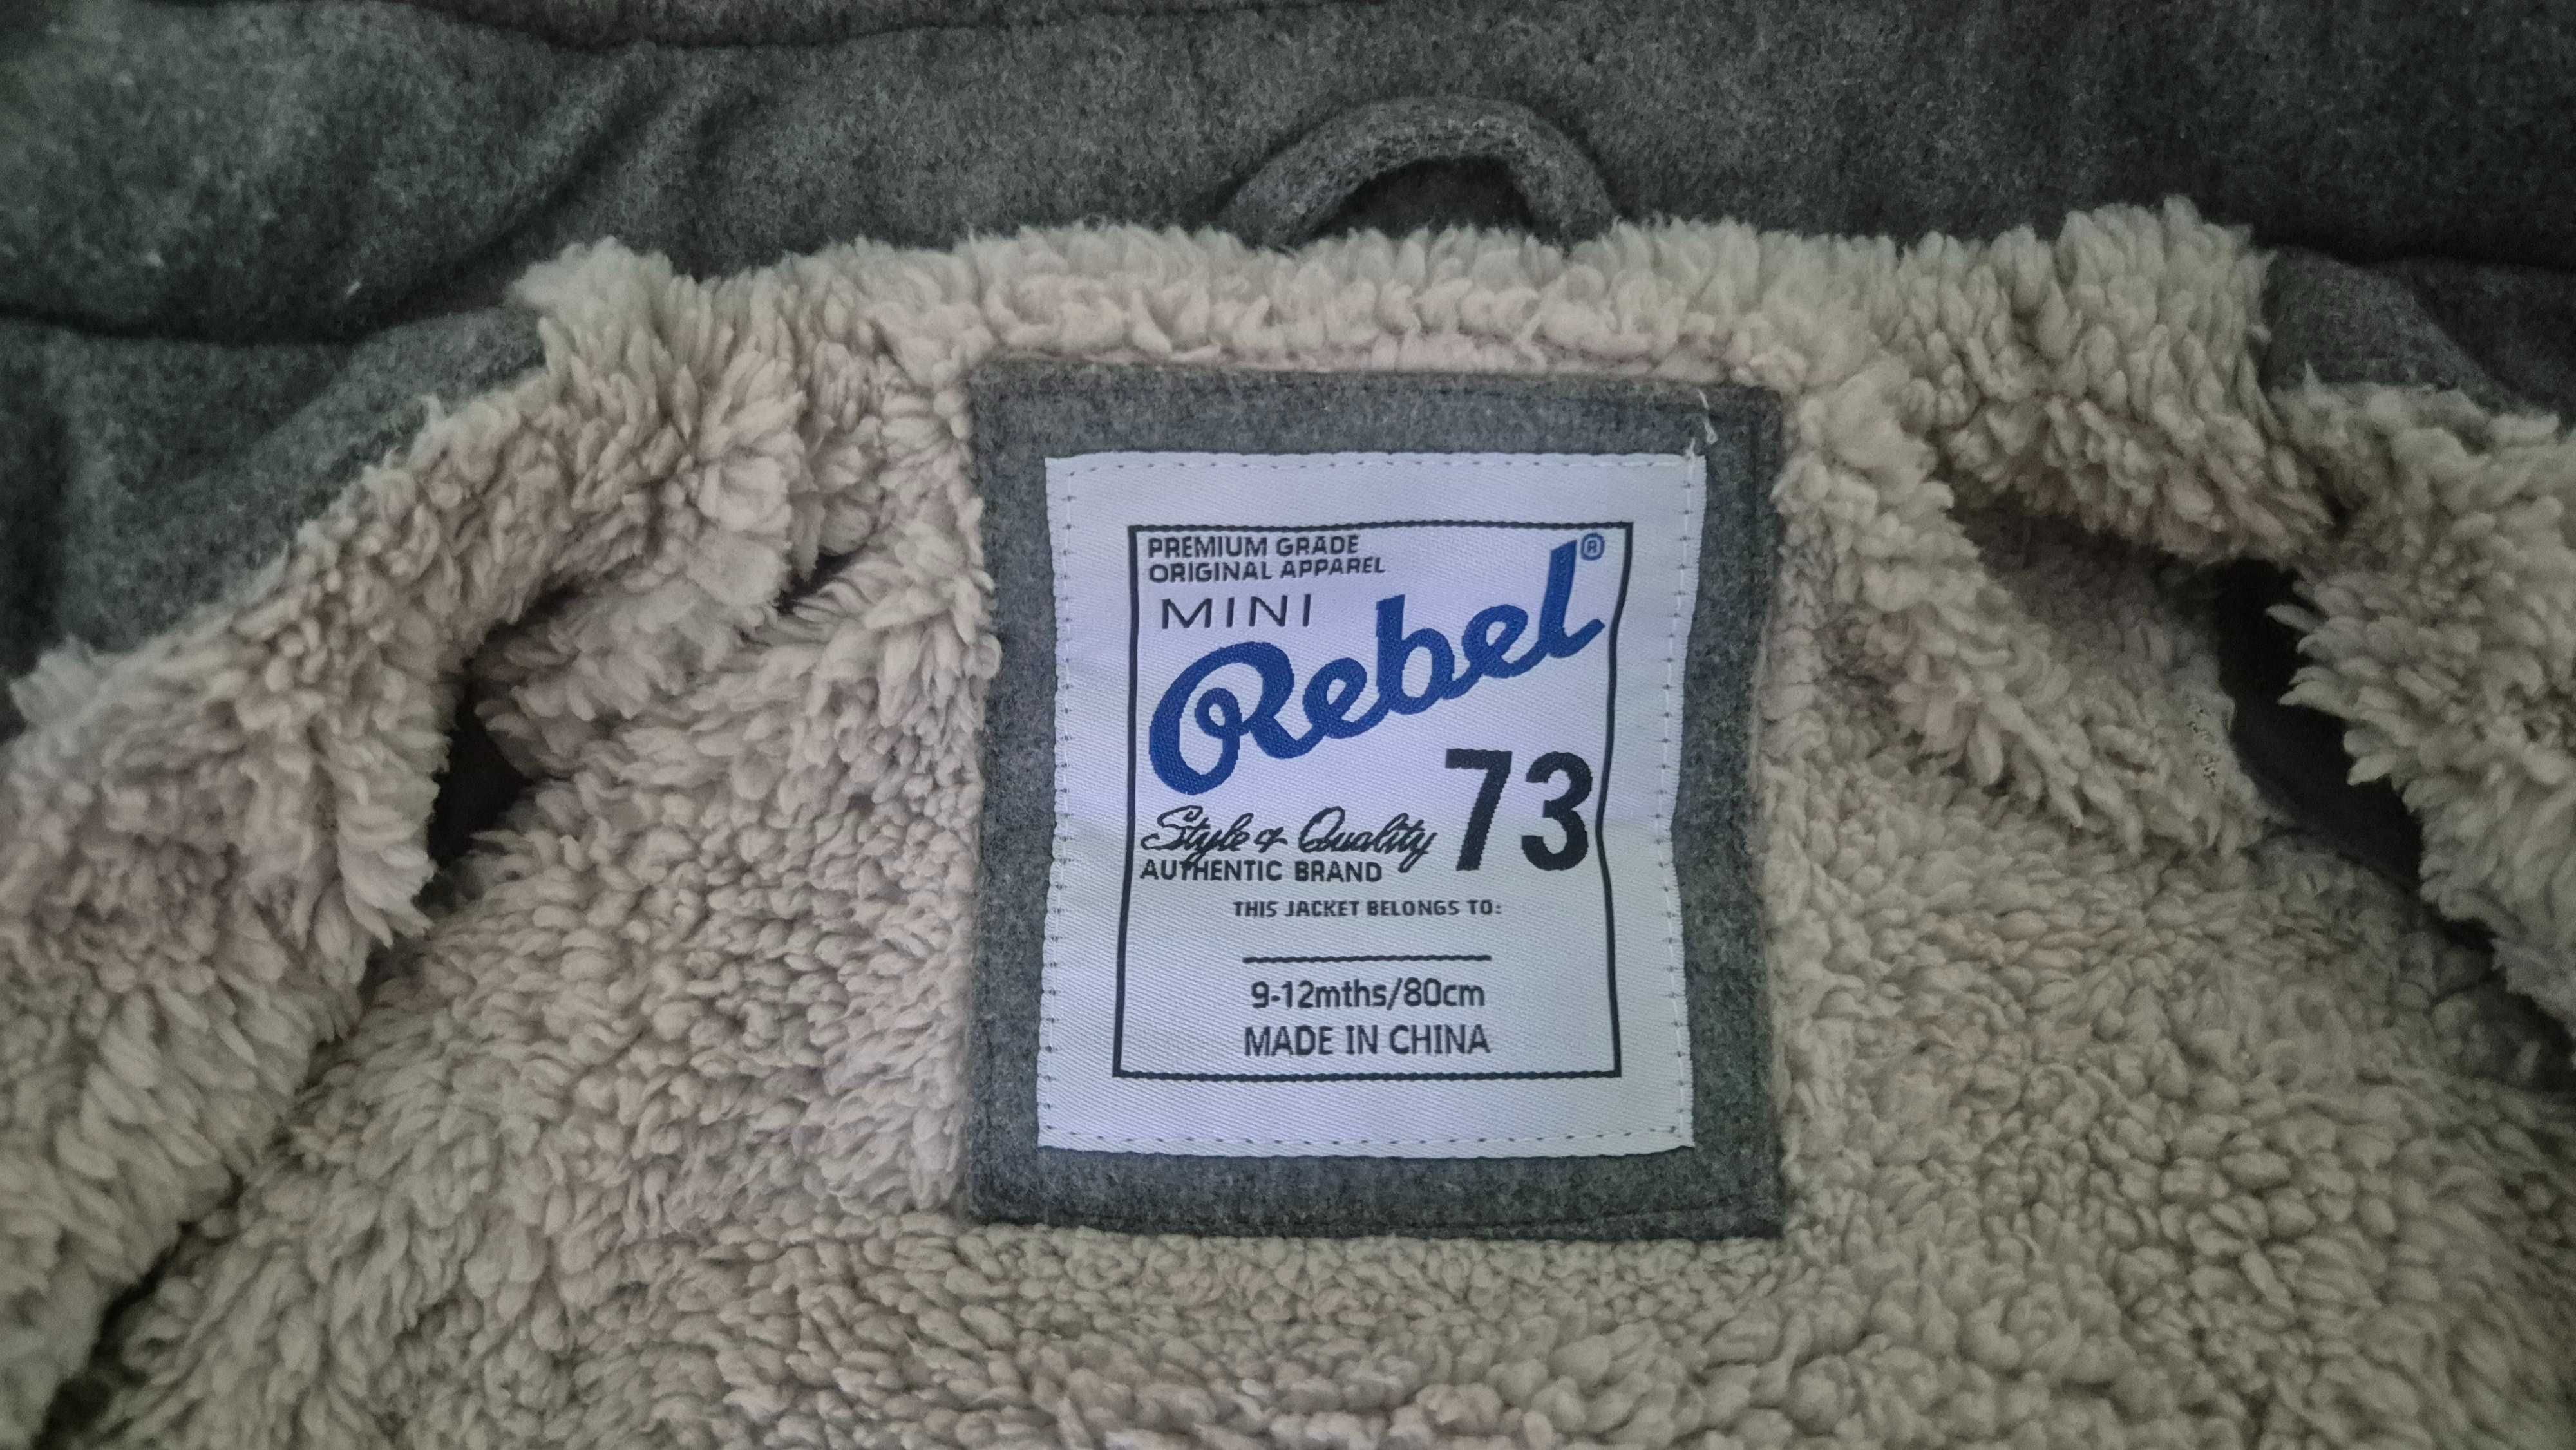 PREMIUM GRADE
ORIGINAL APPAREL
MINI
Rebel®
73
Style & Quality
AUTHENTIC BRAND
THIS JACKET BELONGS TO:
9-12mths/80cm
MADE IN CHINA